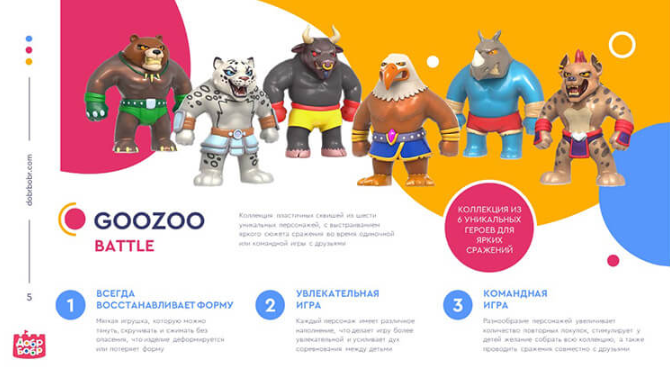 dobrbobr.com
КОЛЛЕКЦИЯ ИЗ
6 УНИКАЛЬНЫХ
ГЕРОЕВ ДЛЯ
ЯРКИХ
СРАЖЕНИЙ
GOOZOO
BATTLE
Коллекция пластичных сквишей из шести
уникальных персонажей, с выстраиванием
яркого сюжета сражения во время одиночной
или командной игры с друзьями
5
1
ВСЕГДА
ВОССТАНАВЛИВАЕТ ФОРМУ
Мягкая игрушка, которую можно
тянуть, скручивать и сжимать без
опасения, что изделие деформируется
или потеряет форму
2
УВЛЕКАТЕЛЬНАЯ
ИГРА
Каждый персонаж имеет различное
наполнение, что делает игру более
увлекательной и усиливает дух
соревнования между детьми
3
КОМАНДНАЯ
ИГРА
Разнообразие персонажей увеличивает
количество повторных покупок, стимулирует у
детей желание собрать всю коллекцию, а также
проводить сражения совместно с друзьями
ДОБР
БОБР